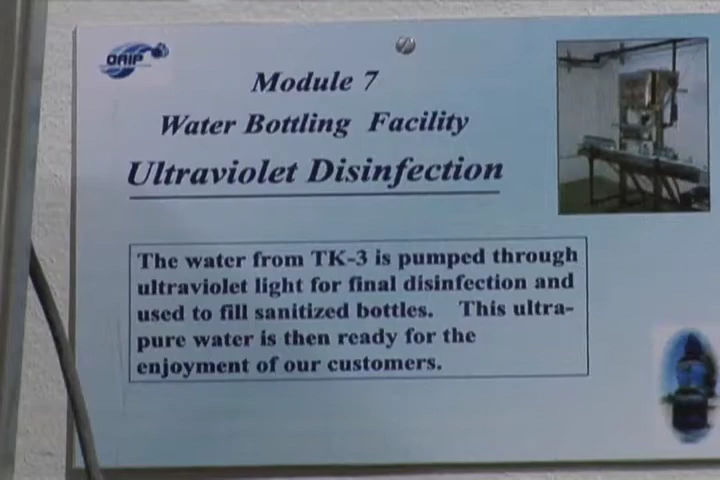 DRIP
Module 7
Water Bottling Facility
Ultraviolet Disinfection
The water from TK-3 is pumped through
ultraviolet light for final disinfection and
used to fill sanitized bottles. This ultra-
pure water is then ready for the
enjoyment of our customers.